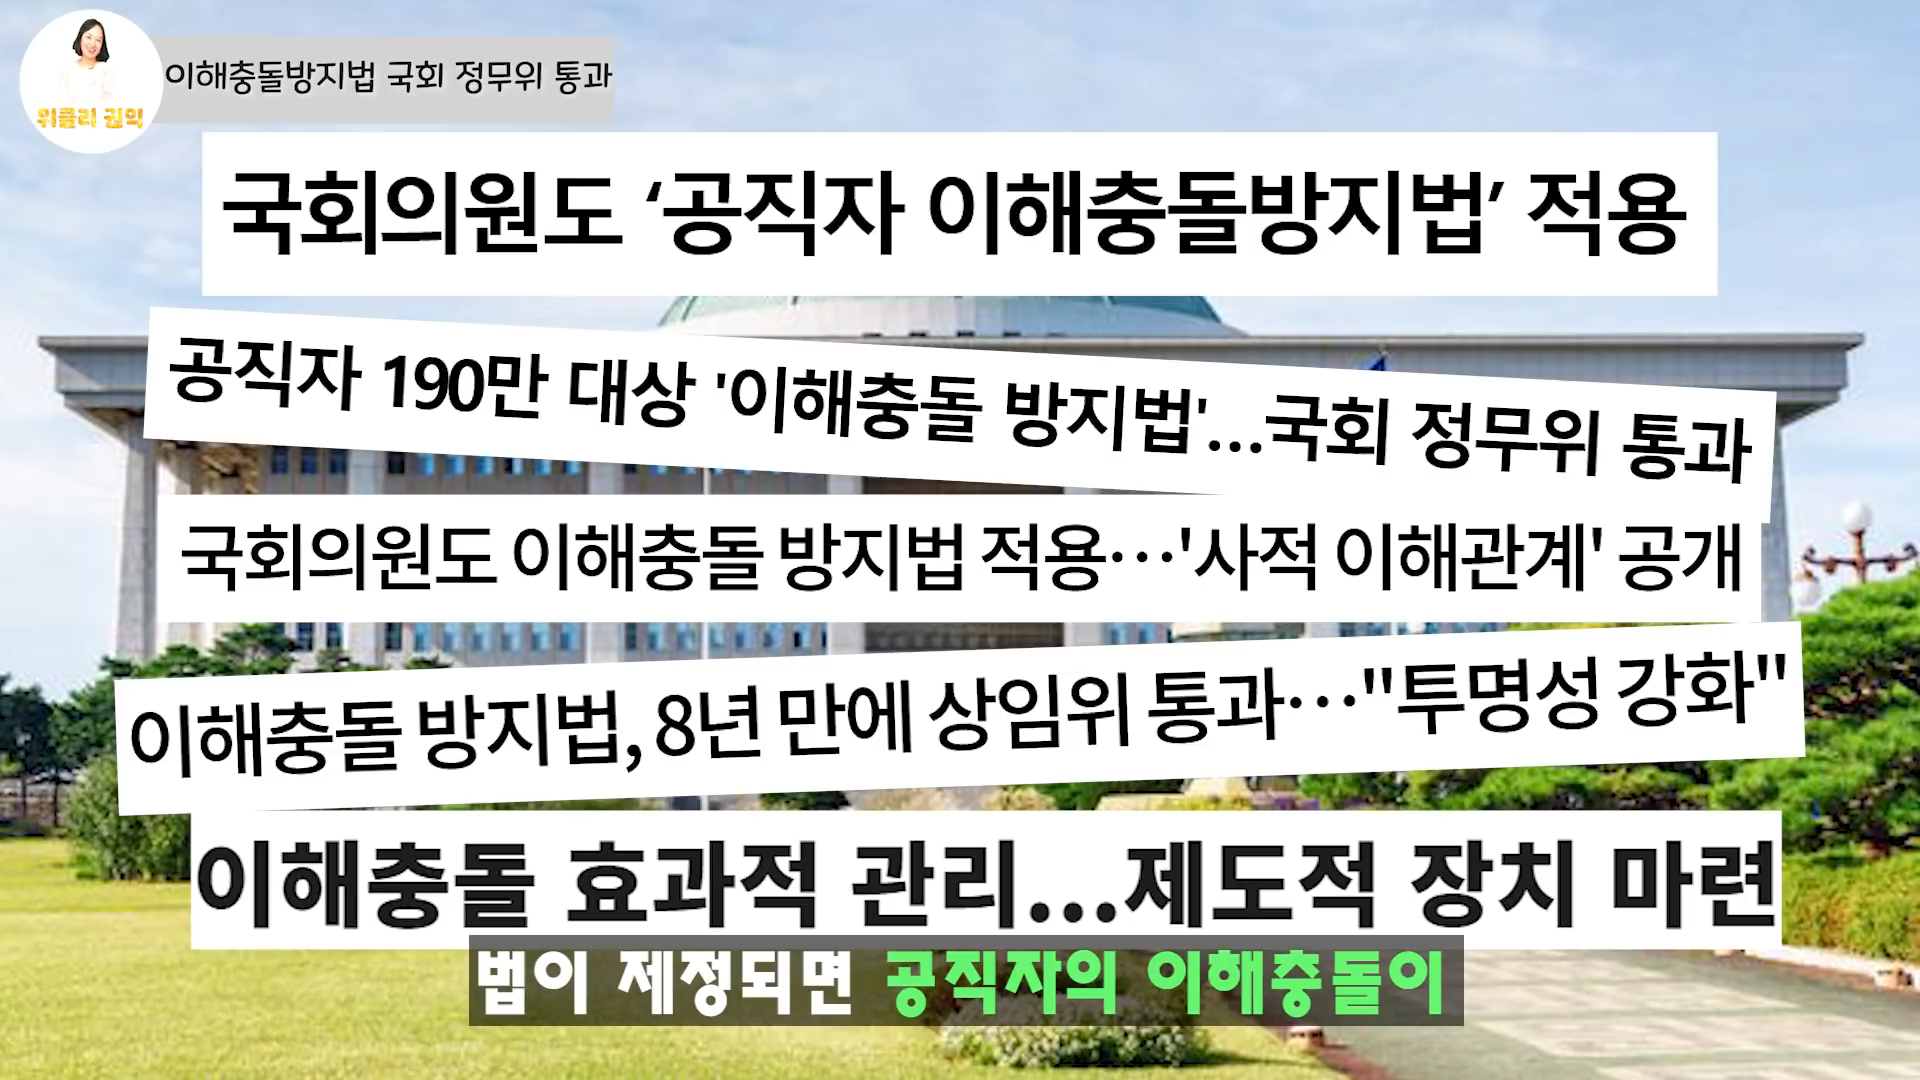 이해충돌방지법 국회 정무위 통과
위클리 권익
국회의원도 ‘공직자 이해충돌방지법’ 적용
공직자 190만 대상 '이해충돌 방지법'...국회 정무위 통과
국회의원도 이해충돌 방지법 적용…'사적 이해관계' 공개
이해충돌 방지법, 8년 만에 상임위 통과…"투명성 강화"
이해충돌 효과적 관리...제도적 장치 마련
법이 제정되면 공직자의 이해충돌이